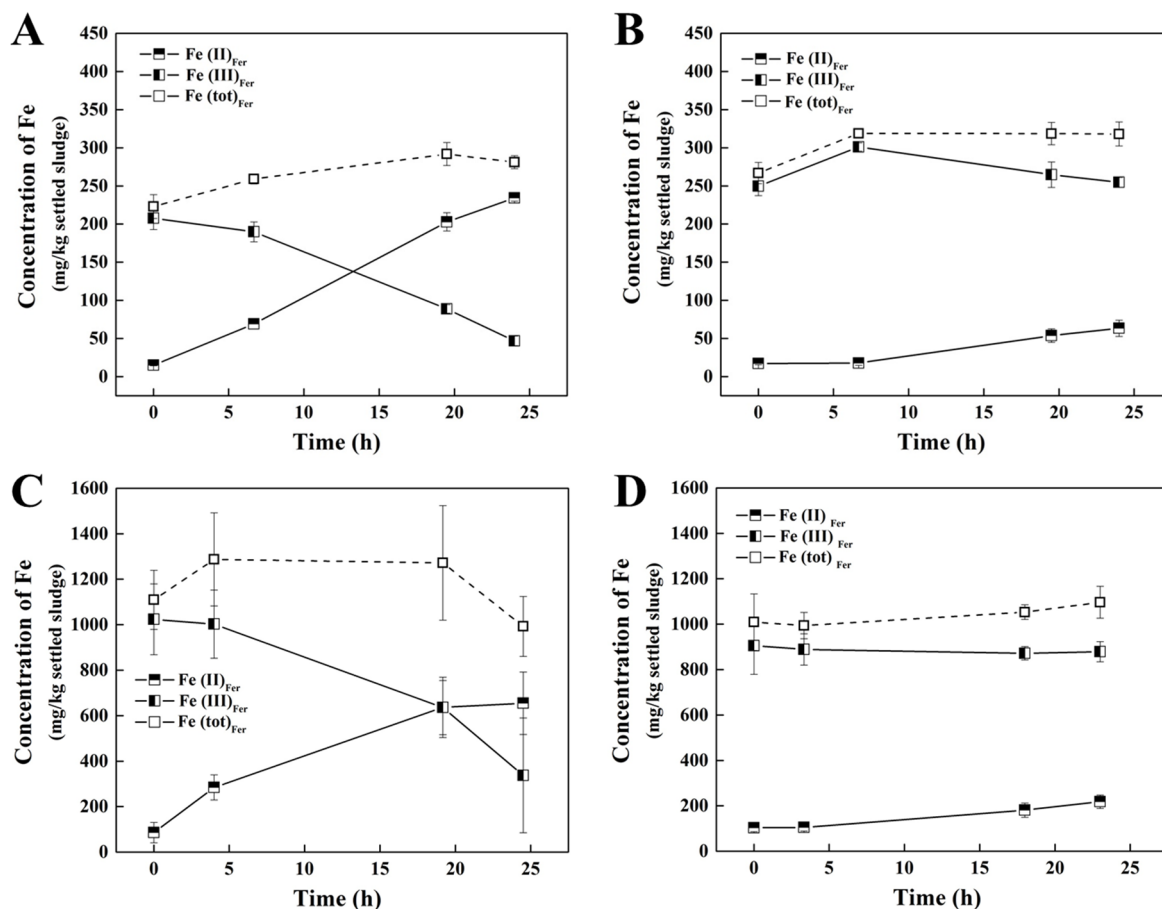 A
Concentration of Fe
(mg/kg settled sludge)
450
400
350
300
250
200
150
100
50
0
Fe (II)Fer
Fe (III)Fer
Fe (tot)Fer
0 5 10 15 20 25
Time (h)
B
Concentration of Fe
(mg/kg settled sludge)
450
400
350
300
250
200
150
100
50
0
Fe (II)Fer
Fe (III)Fer
Fe (tot)Fer
0 5 10 15 20 25
Time (h)
C
Concentration of Fe
(mg/kg settled sludge)
1600
1400
1200
1000
800
600
400
200
0
Fe (II)Fer
Fe (III)Fer
Fe (tot)Fer
0 5 10 15 20 25
Time (h)
D
Concentration of Fe
(mg/kg settled sludge)
1600
1400
1200
1000
800
600
400
200
0
Fe (II) Fer
Fe (III) Fer
Fe (tot) Fer
0 5 10 15 20 25
Time (h)